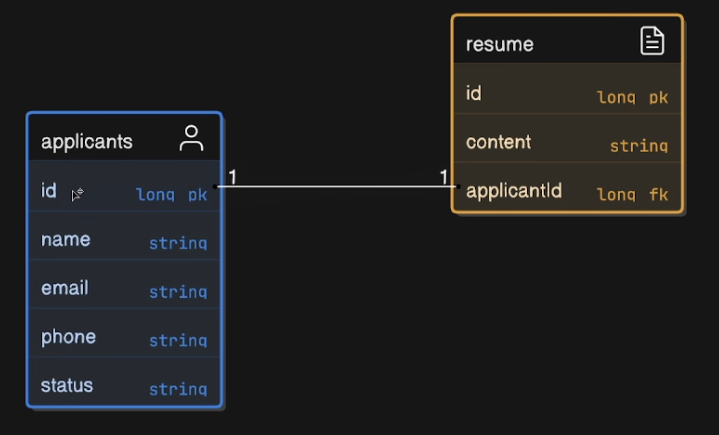 resume
id long pk
content string
applicantId long fk
applicants
id long pk
name string
email string
phone string
status string
1 1